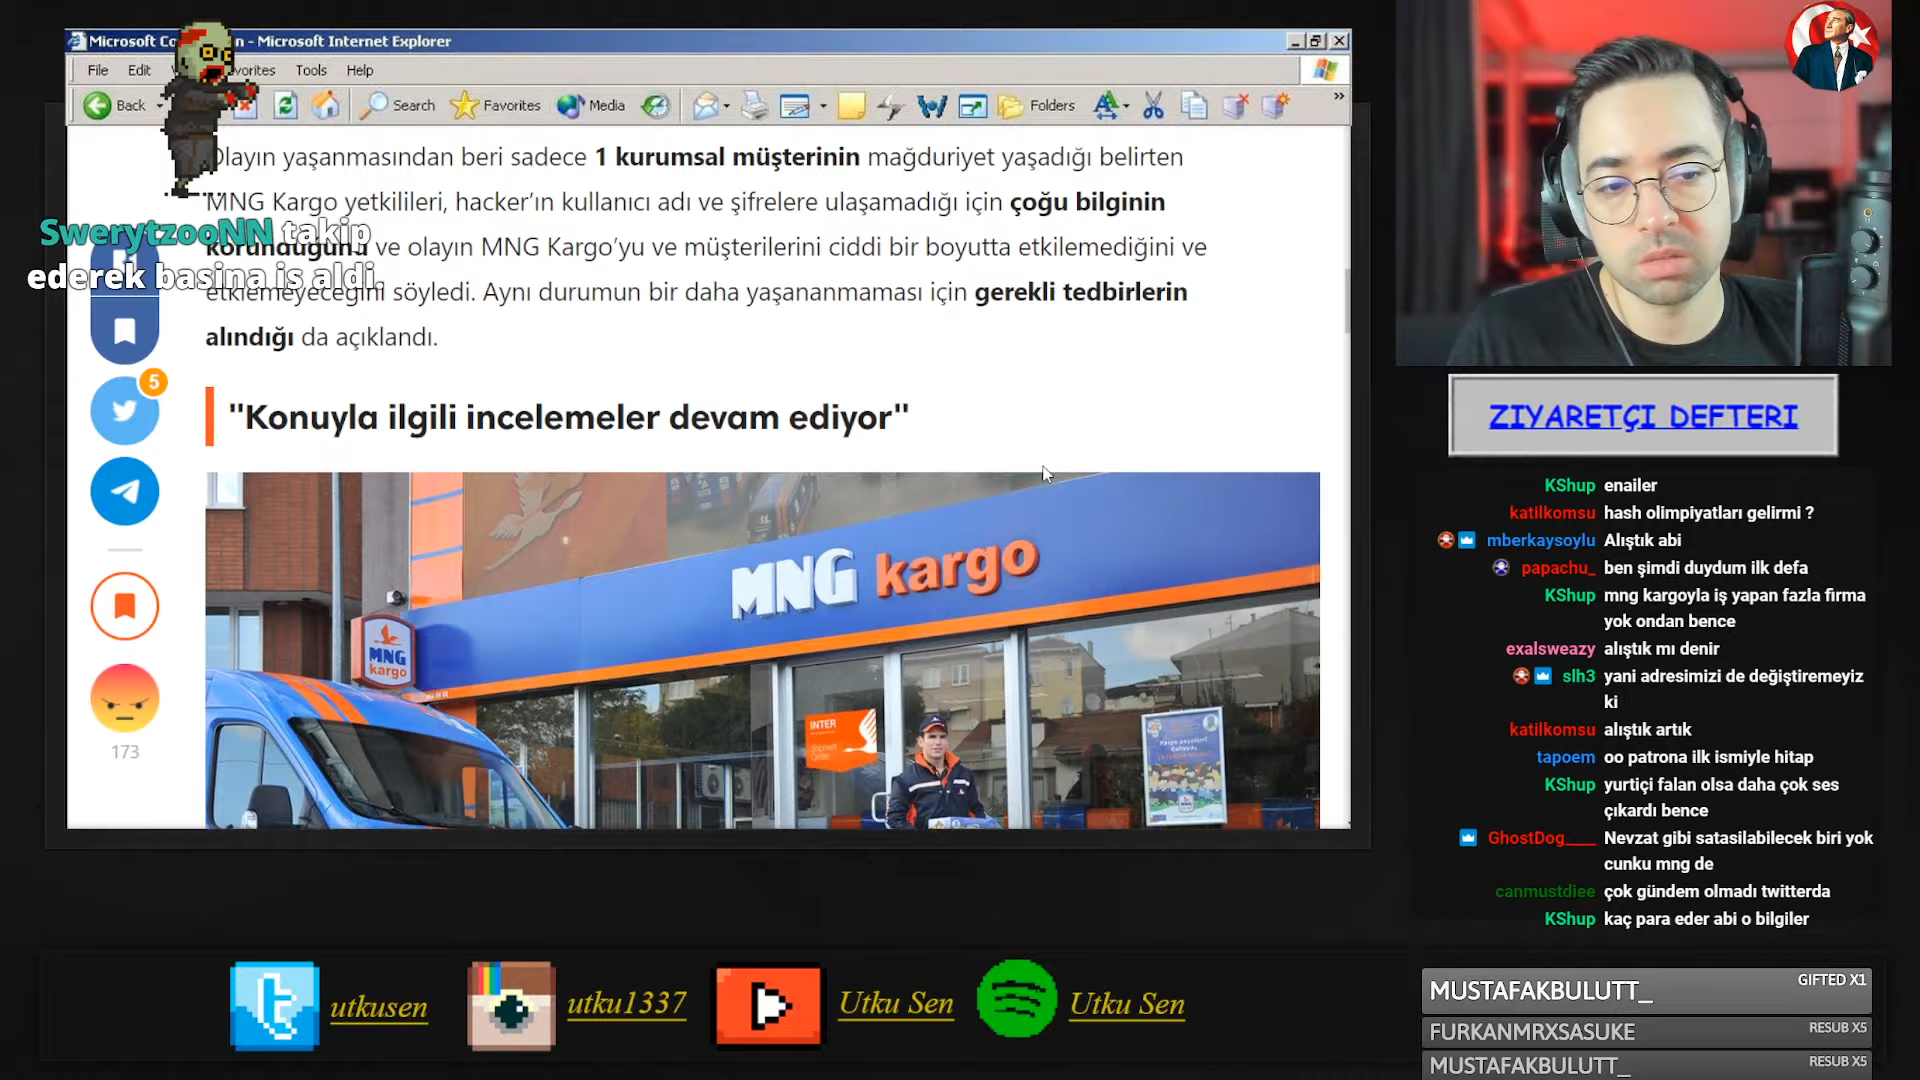 Microsoft Co n - Microsoft Internet Explorer
File Edit vorites Tools Help
Back Search Favorites Media Folders
Olayın yaşanmasından beri sadece 1 kurumsal müşterinin mağduriyet yaşadığı belirten
MNG Kargo yetkilileri, hacker'ın kullanıcı adı ve şifrelere ulaşamadığı için çoğu bilginin
korunduğunu ve olayın MNG Kargo'yu ve müşterilerini ciddi bir boyutta etkilemediğini ve
etkilemeyeceğini söyledi. Aynı durumun bir daha yaşananmaması için gerekli tedbirlerin
alındığı da açıklandı.
SwerytzooNN takip
ederek basina is aldi.
5
"Konuyla ilgili incelemeler devam ediyor"
MNG kargo
MNG
kargo
INTER
173
ZIYARETÇI DEFTERI
KShup enailer
katilkomsu hash olimpiyatları gelirmi ?
mberkaysoylu Alıştık abi
papachu_ ben şimdi duydum ilk defa
KShup mng kargoyla iş yapan fazla firma
yok ondan bence
exalsweazy alıştık mı denir
slh3 yani adresimizi de değiştiremeyiz
ki
katilkomsu alıştık artık
tapoem oo patrona ilk ismiyle hitap
KShup yurtiçi falan olsa daha çok ses
çıkardı bence
GhostDog____ Nevzat gibi satasilabilecek biri yok
cunku mng de
canmustdiee çok gündem olmadı twitterda
KShup kaç para eder abi o bilgiler
utkusen
utku1337
Utku Sen
Utku Sen
MUSTAFAKBULUTT_ GIFTED X1
FURKANMRXSASUKE RESUB X5
MUSTAFAKBULUTT_ RESUB X5